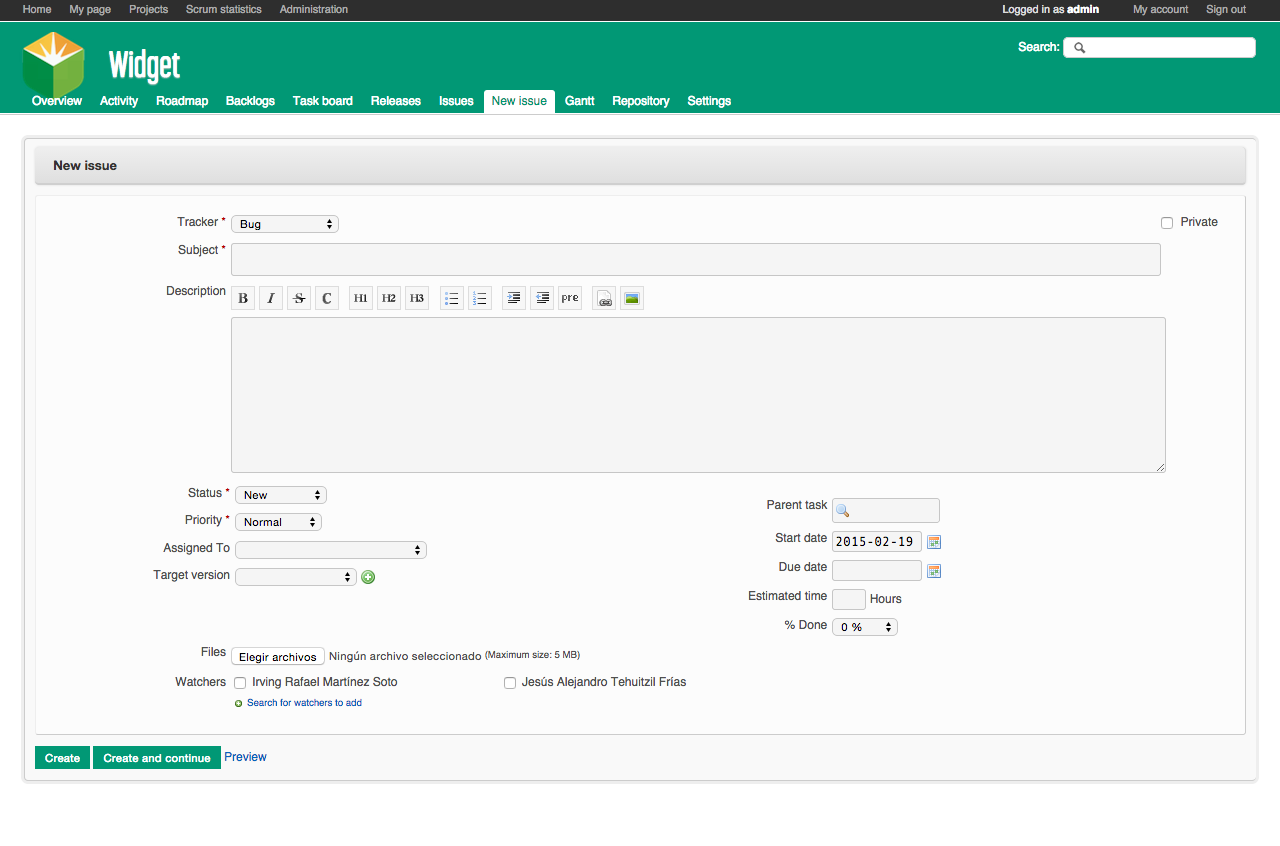 Home My page Projects Scrum statistics Administration Logged in as admin My account Sign out
Widget
Search:
Overview Activity Roadmap Backlogs Task board Releases Issues New issue Gantt Repository Settings
New issue
Tracker * Bug Private
Subject *
Description B I S C H1 H2 H3 pre
Status * New
Parent task
Priority * Normal
Start date 2015-02-19
Assigned To
Due date
Target version
Estimated time Hours
% Done 0 %
Files Elegir archivos Ningún archivo seleccionado (Maximum size: 5 MB)
Watchers Irving Rafael Martínez Soto Jesús Alejandro Tehuitzil Frías
Search for watchers to add
Create Create and continue Preview